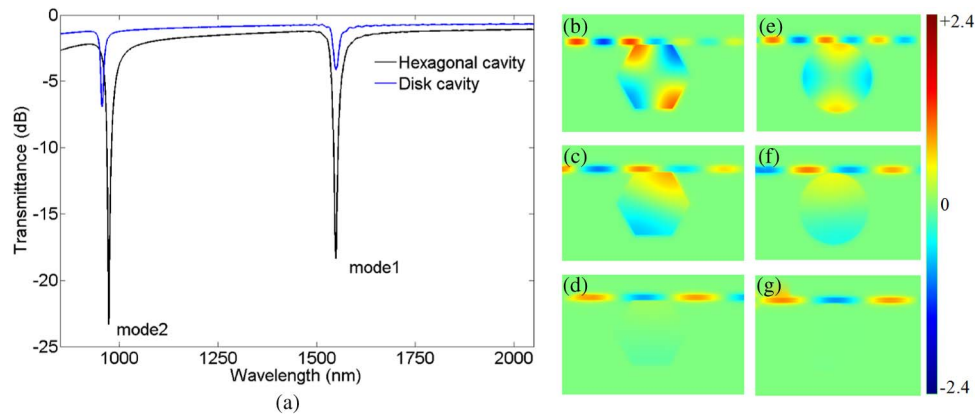 0
-5
-10
-15
-20
-25
Transmittance (dB)
1000
1250
1500
1750
2000
Wavelength (nm)
Hexagonal cavity
Disk cavity
mode1
mode2
(a)
(b)
(e)
(c)
(f)
(d)
(g)
+2.4
0
-2.4